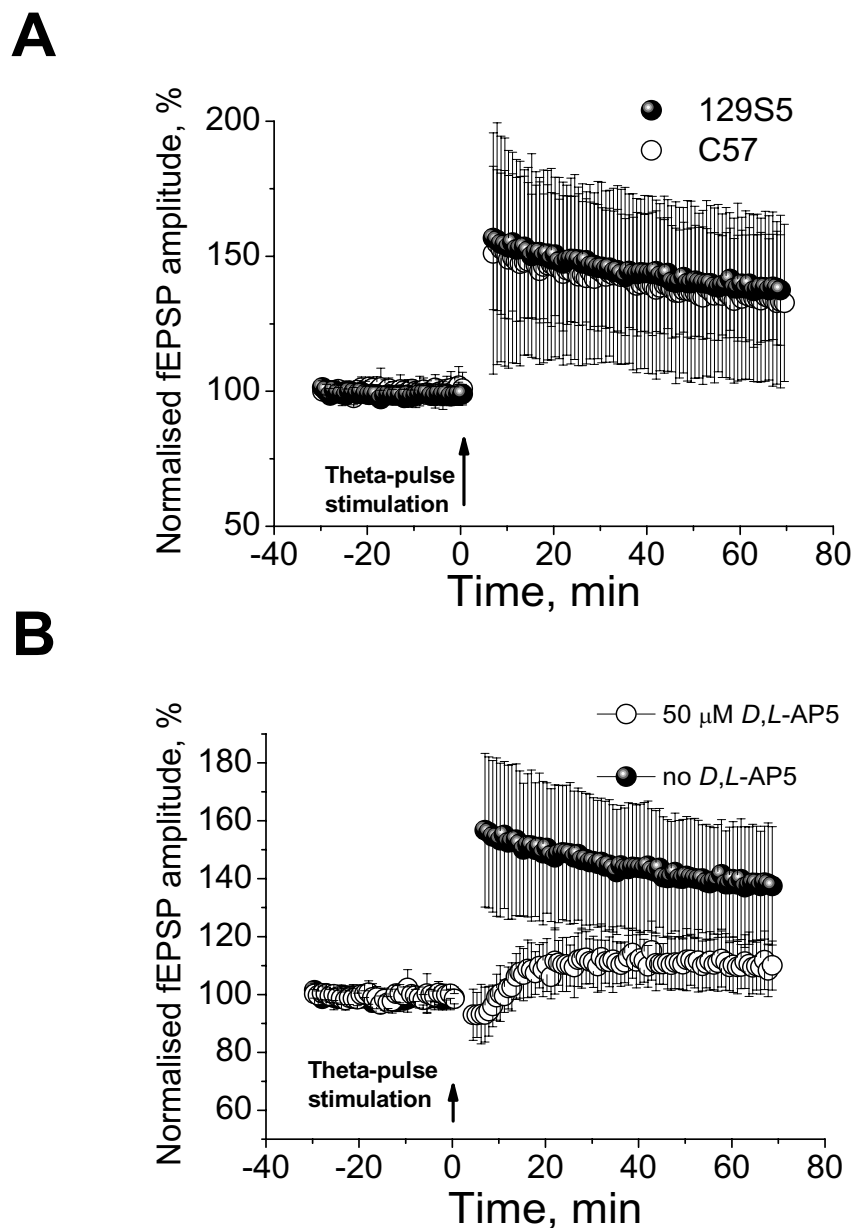 A
Normalised fEPSP amplitude, %
200
150
100
50
129S5
C57
Theta-pulse
stimulation
-40 -20 0 20 40 60 80
Time, min
B
Normalised fEPSP amplitude, %
180
160
140
120
100
80
60
50 μM D,L-AP5
no D,L-AP5
Theta-pulse
stimulation
-40 -20 0 20 40 60 80
Time, min